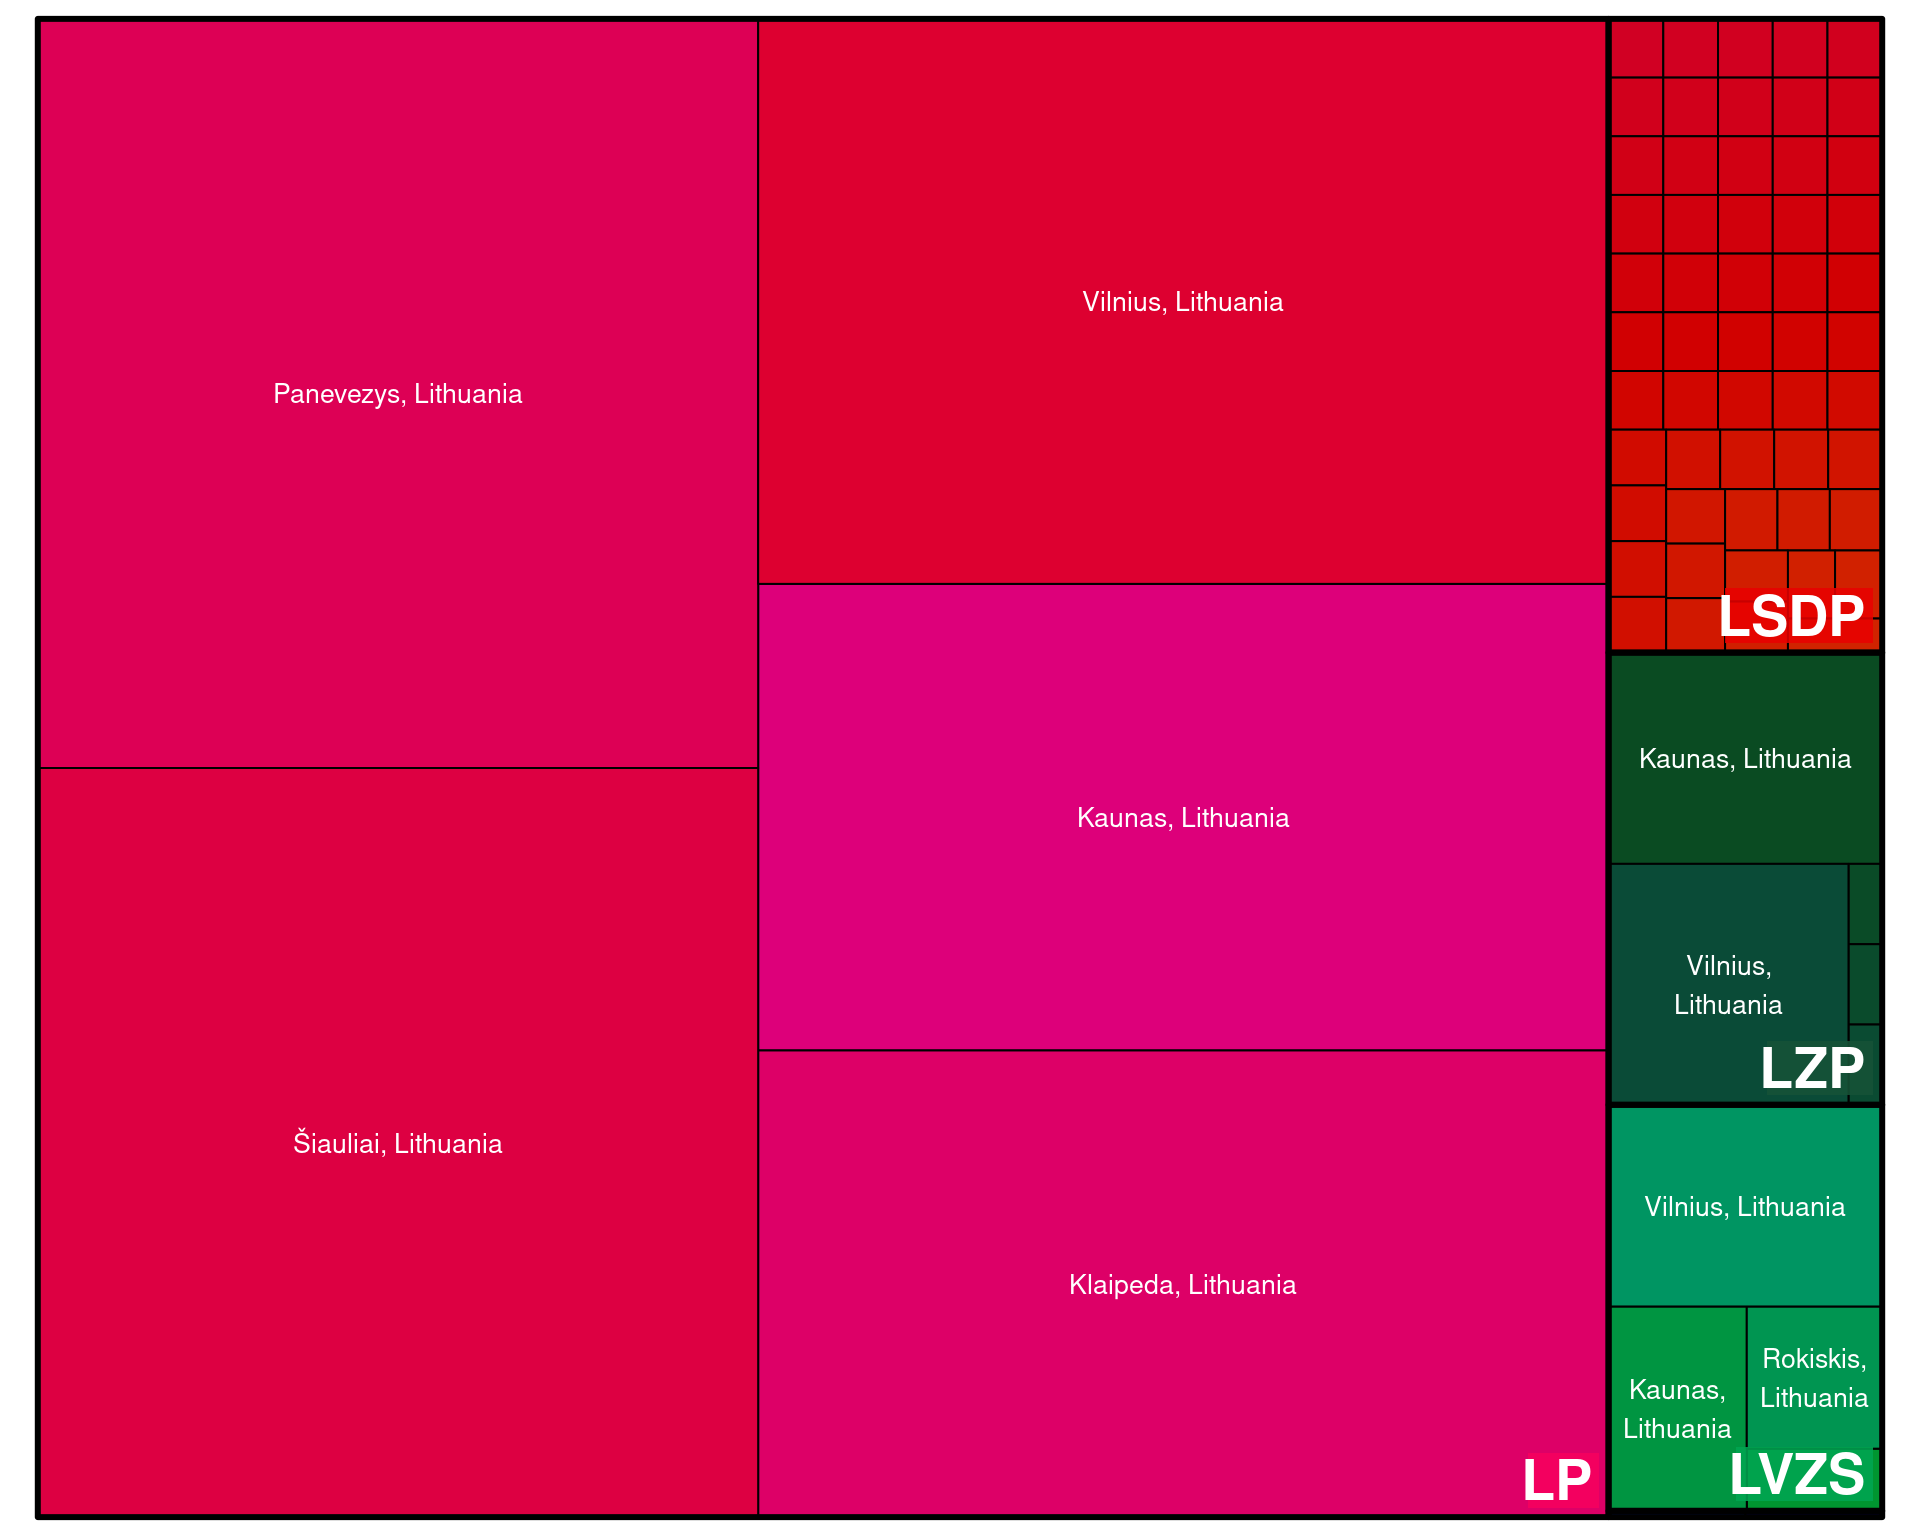 Panevezys, Lithuania
Šiauliai, Lithuania
Vilnius, Lithuania
Kaunas, Lithuania
Klaipeda, Lithuania
LP
LSDP
Kaunas, Lithuania
Vilnius,
Lithuania
LZP
Vilnius, Lithuania
Kaunas,
Lithuania
Rokiskis,
Lithuania
LVZS